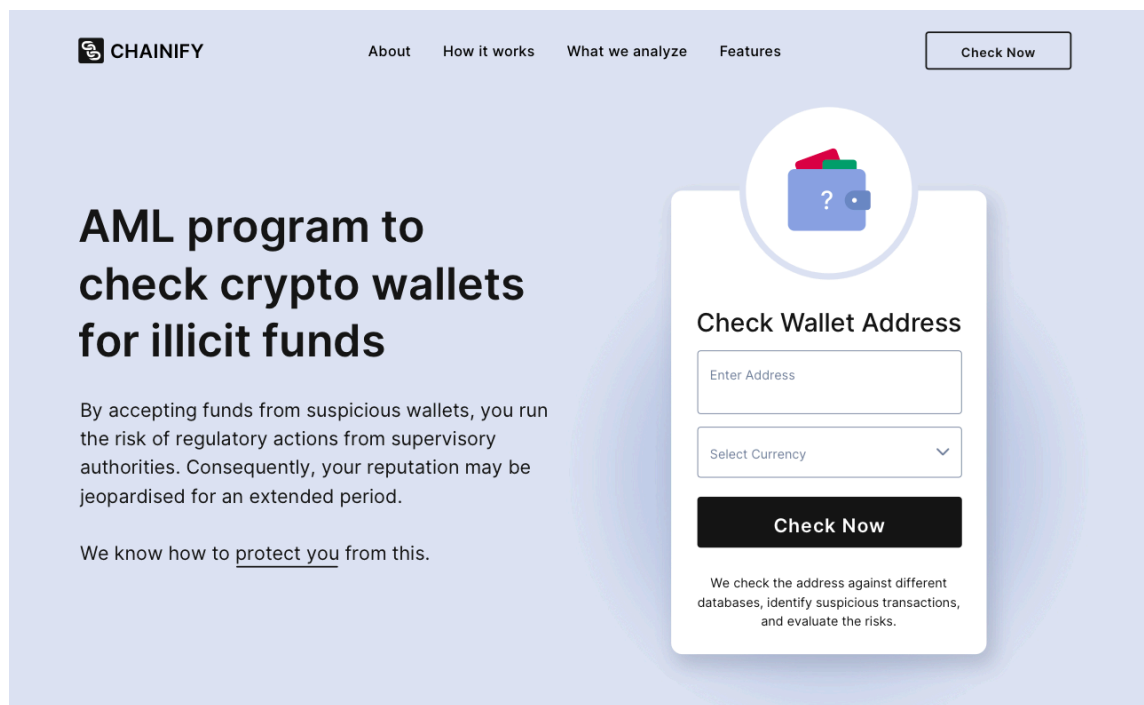 CHAINIFY
About
How it works
What we analyze
Features
Check Now
AML program to
check crypto wallets
for illicit funds
By accepting funds from suspicious wallets, you run
the risk of regulatory actions from supervisory
authorities. Consequently, your reputation may be
jeopardised for an extended period.
We know how to protect you from this.
?
Check Wallet Address
Enter Address
Select Currency
Check Now
We check the address against different
databases, identify suspicious transactions,
and evaluate the risks.